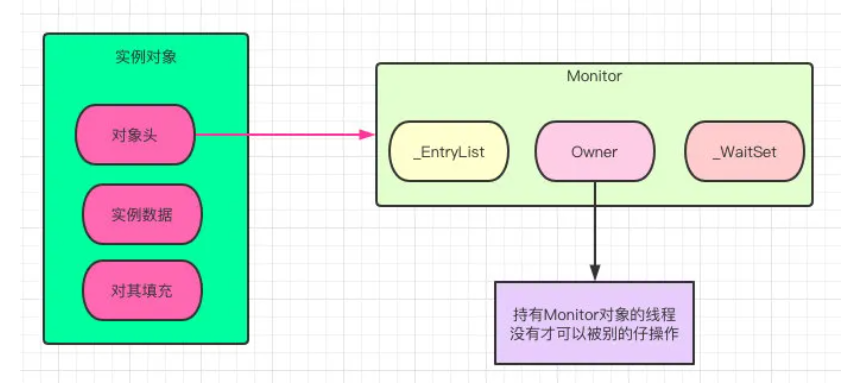 实例对象
对象头
实例数据
对其填充
Monitor
_EntryList
Owner
_WaitSet
持有Monitor对象的线程
没有才可以被别的仔操作